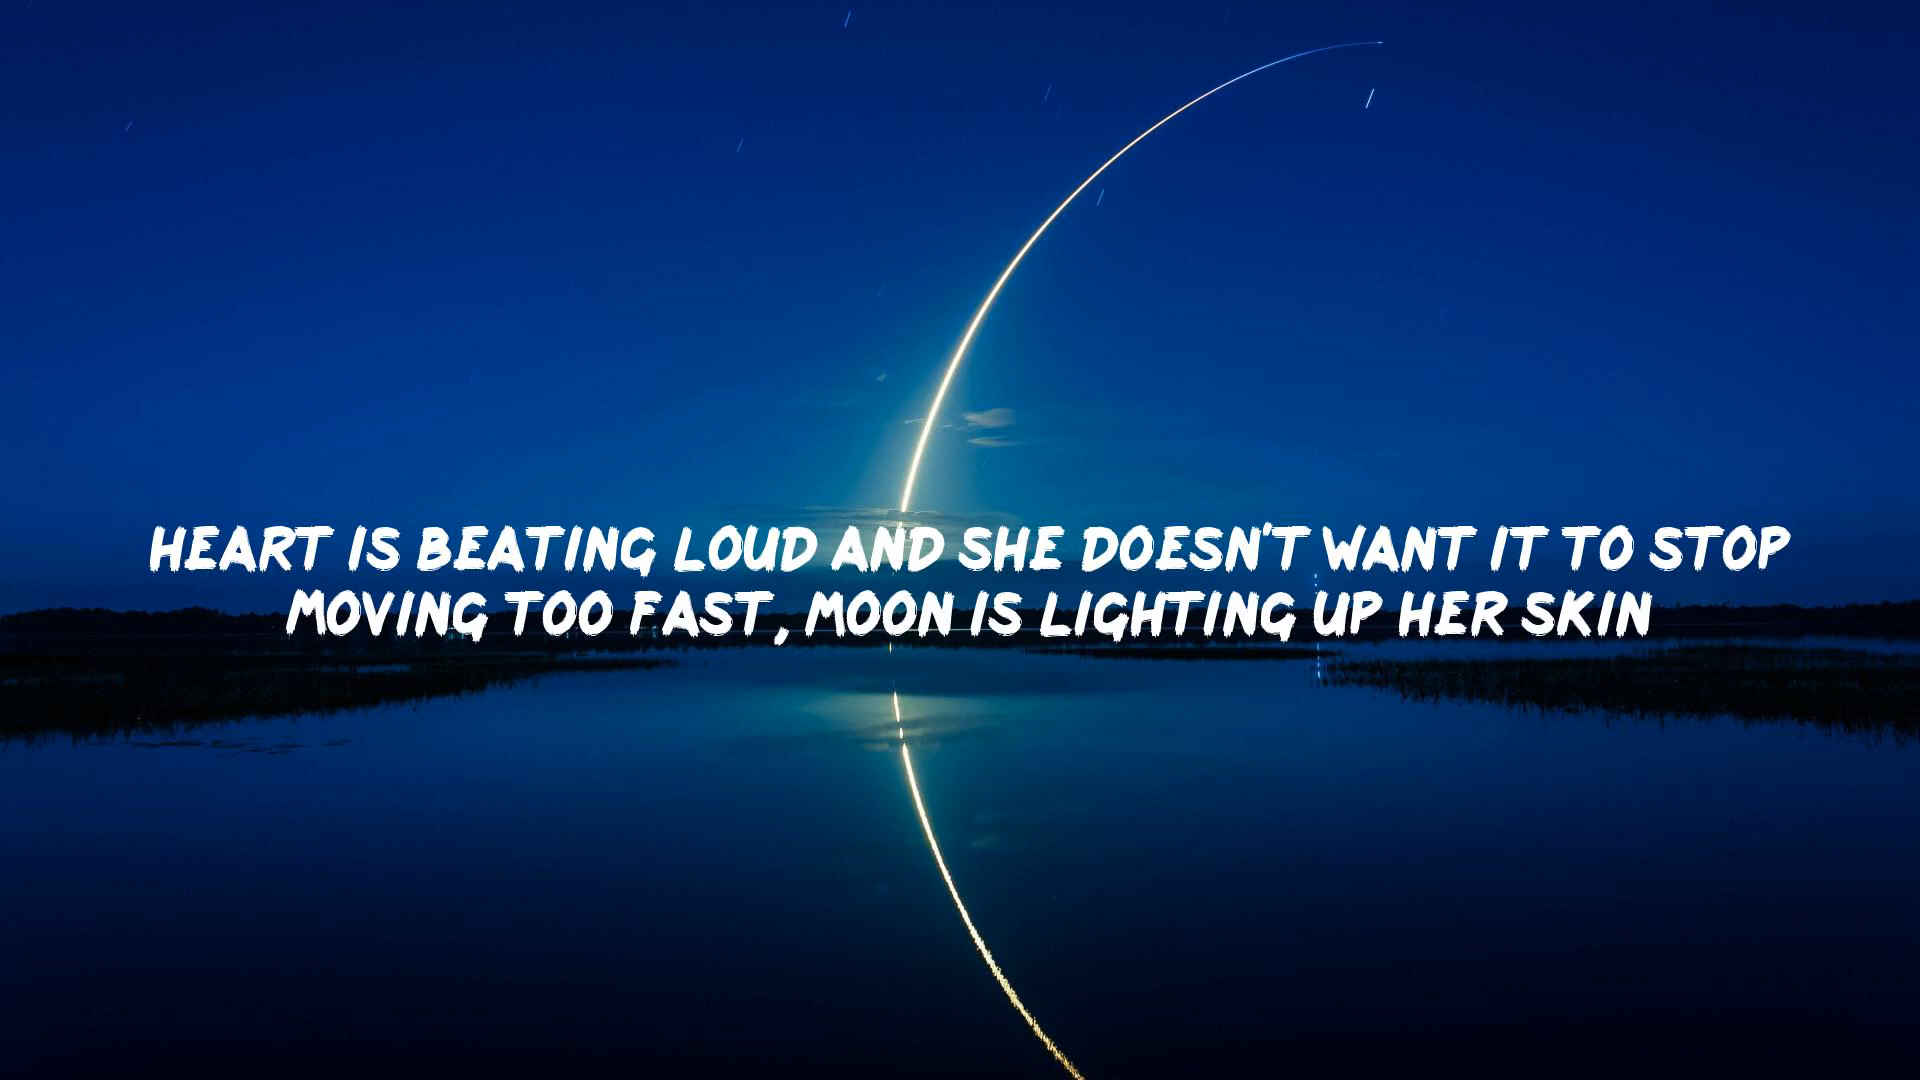 HEART IS BEATING LOUD AND SHE DOESN'T WANT IT TO STOP
MOVING TOO FAST, MOON IS LIGHTING UP HER SKIN